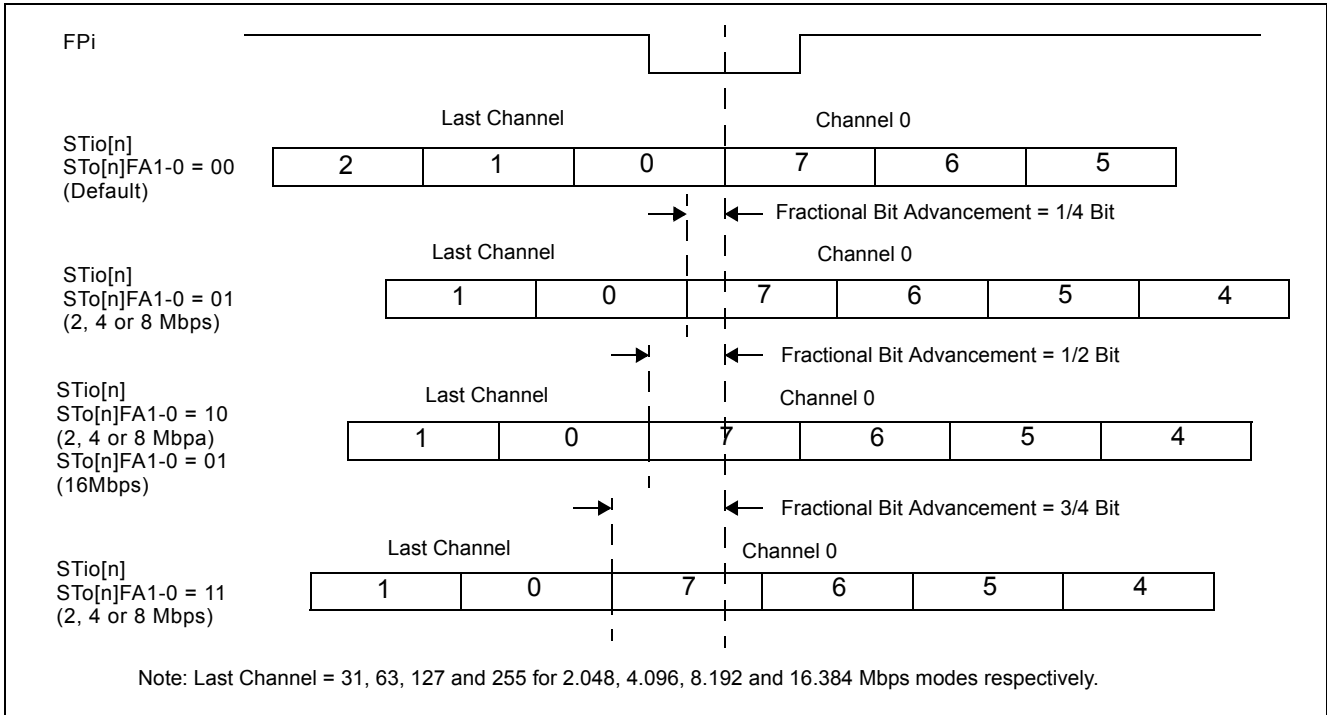 FPi
Last Channel
Channel 0
STio[n]
STo[n]FA1-0 = 00
(Default)
2 1 0 7 6 5
Fractional Bit Advancement = 1/4 Bit
Last Channel
Channel 0
STio[n]
STo[n]FA1-0 = 01
(2, 4 or 8 Mbps)
1 0 7 6 5 4
Fractional Bit Advancement = 1/2 Bit
Last Channel
Channel 0
STio[n]
STo[n]FA1-0 = 10
(2, 4 or 8 Mbpa)
STo[n]FA1-0 = 01
(16Mbps)
1 0 7 6 5 4
Fractional Bit Advancement = 3/4 Bit
Last Channel
Channel 0
STio[n]
STo[n]FA1-0 = 11
(2, 4 or 8 Mbps)
1 0 7 6 5 4
Note: Last Channel = 31, 63, 127 and 255 for 2.048, 4.096, 8.192 and 16.384 Mbps modes respectively.